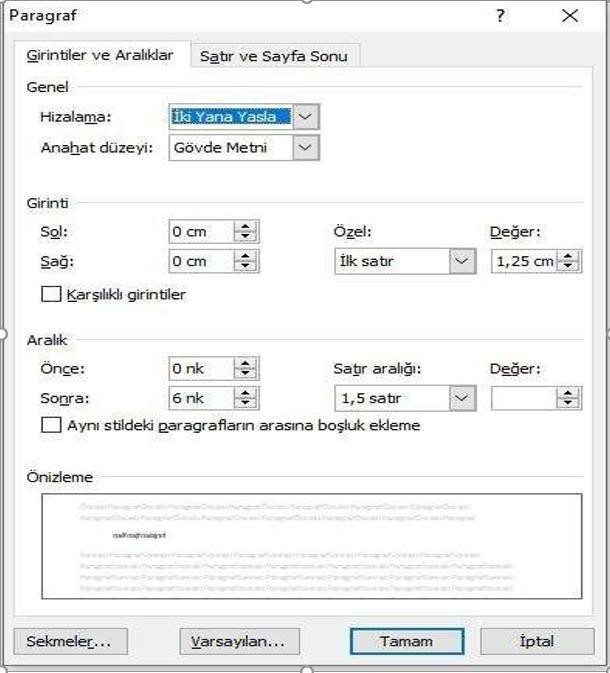 Paragraf ?
Girintiler ve Aralıklar Satır ve Sayfa Sonu
Genel
Hizalama: İki Yana Yasla
Anahat düzeyi: Gövde Metni
Girinti
Sol: 0 cm Özel: Değer:
Sağ: 0 cm İlk satır 1,25 cm
Karşılıklı girintiler
Aralık
Önce: 0 nk Satır aralığı: Değer:
Sonra: 6 nk 1,5 satır
Aynı stildeki paragrafların arasına boşluk ekleme
Önizleme
Sekmeler... Varsayılan... Tamam İptal